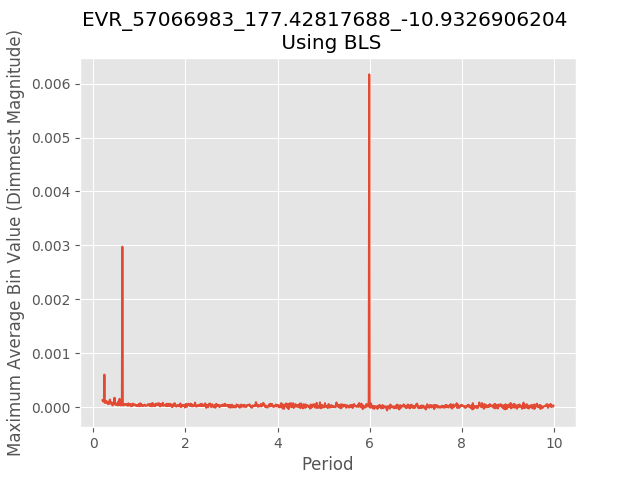 EVR_57066983_177.42817688_-10.9326906204
Using BLS
Maximum Average Bin Value (Dimmest Magnitude)
0.006
0.005
0.004
0.003
0.002
0.001
0.000
0 2 4 6 8 10
Period